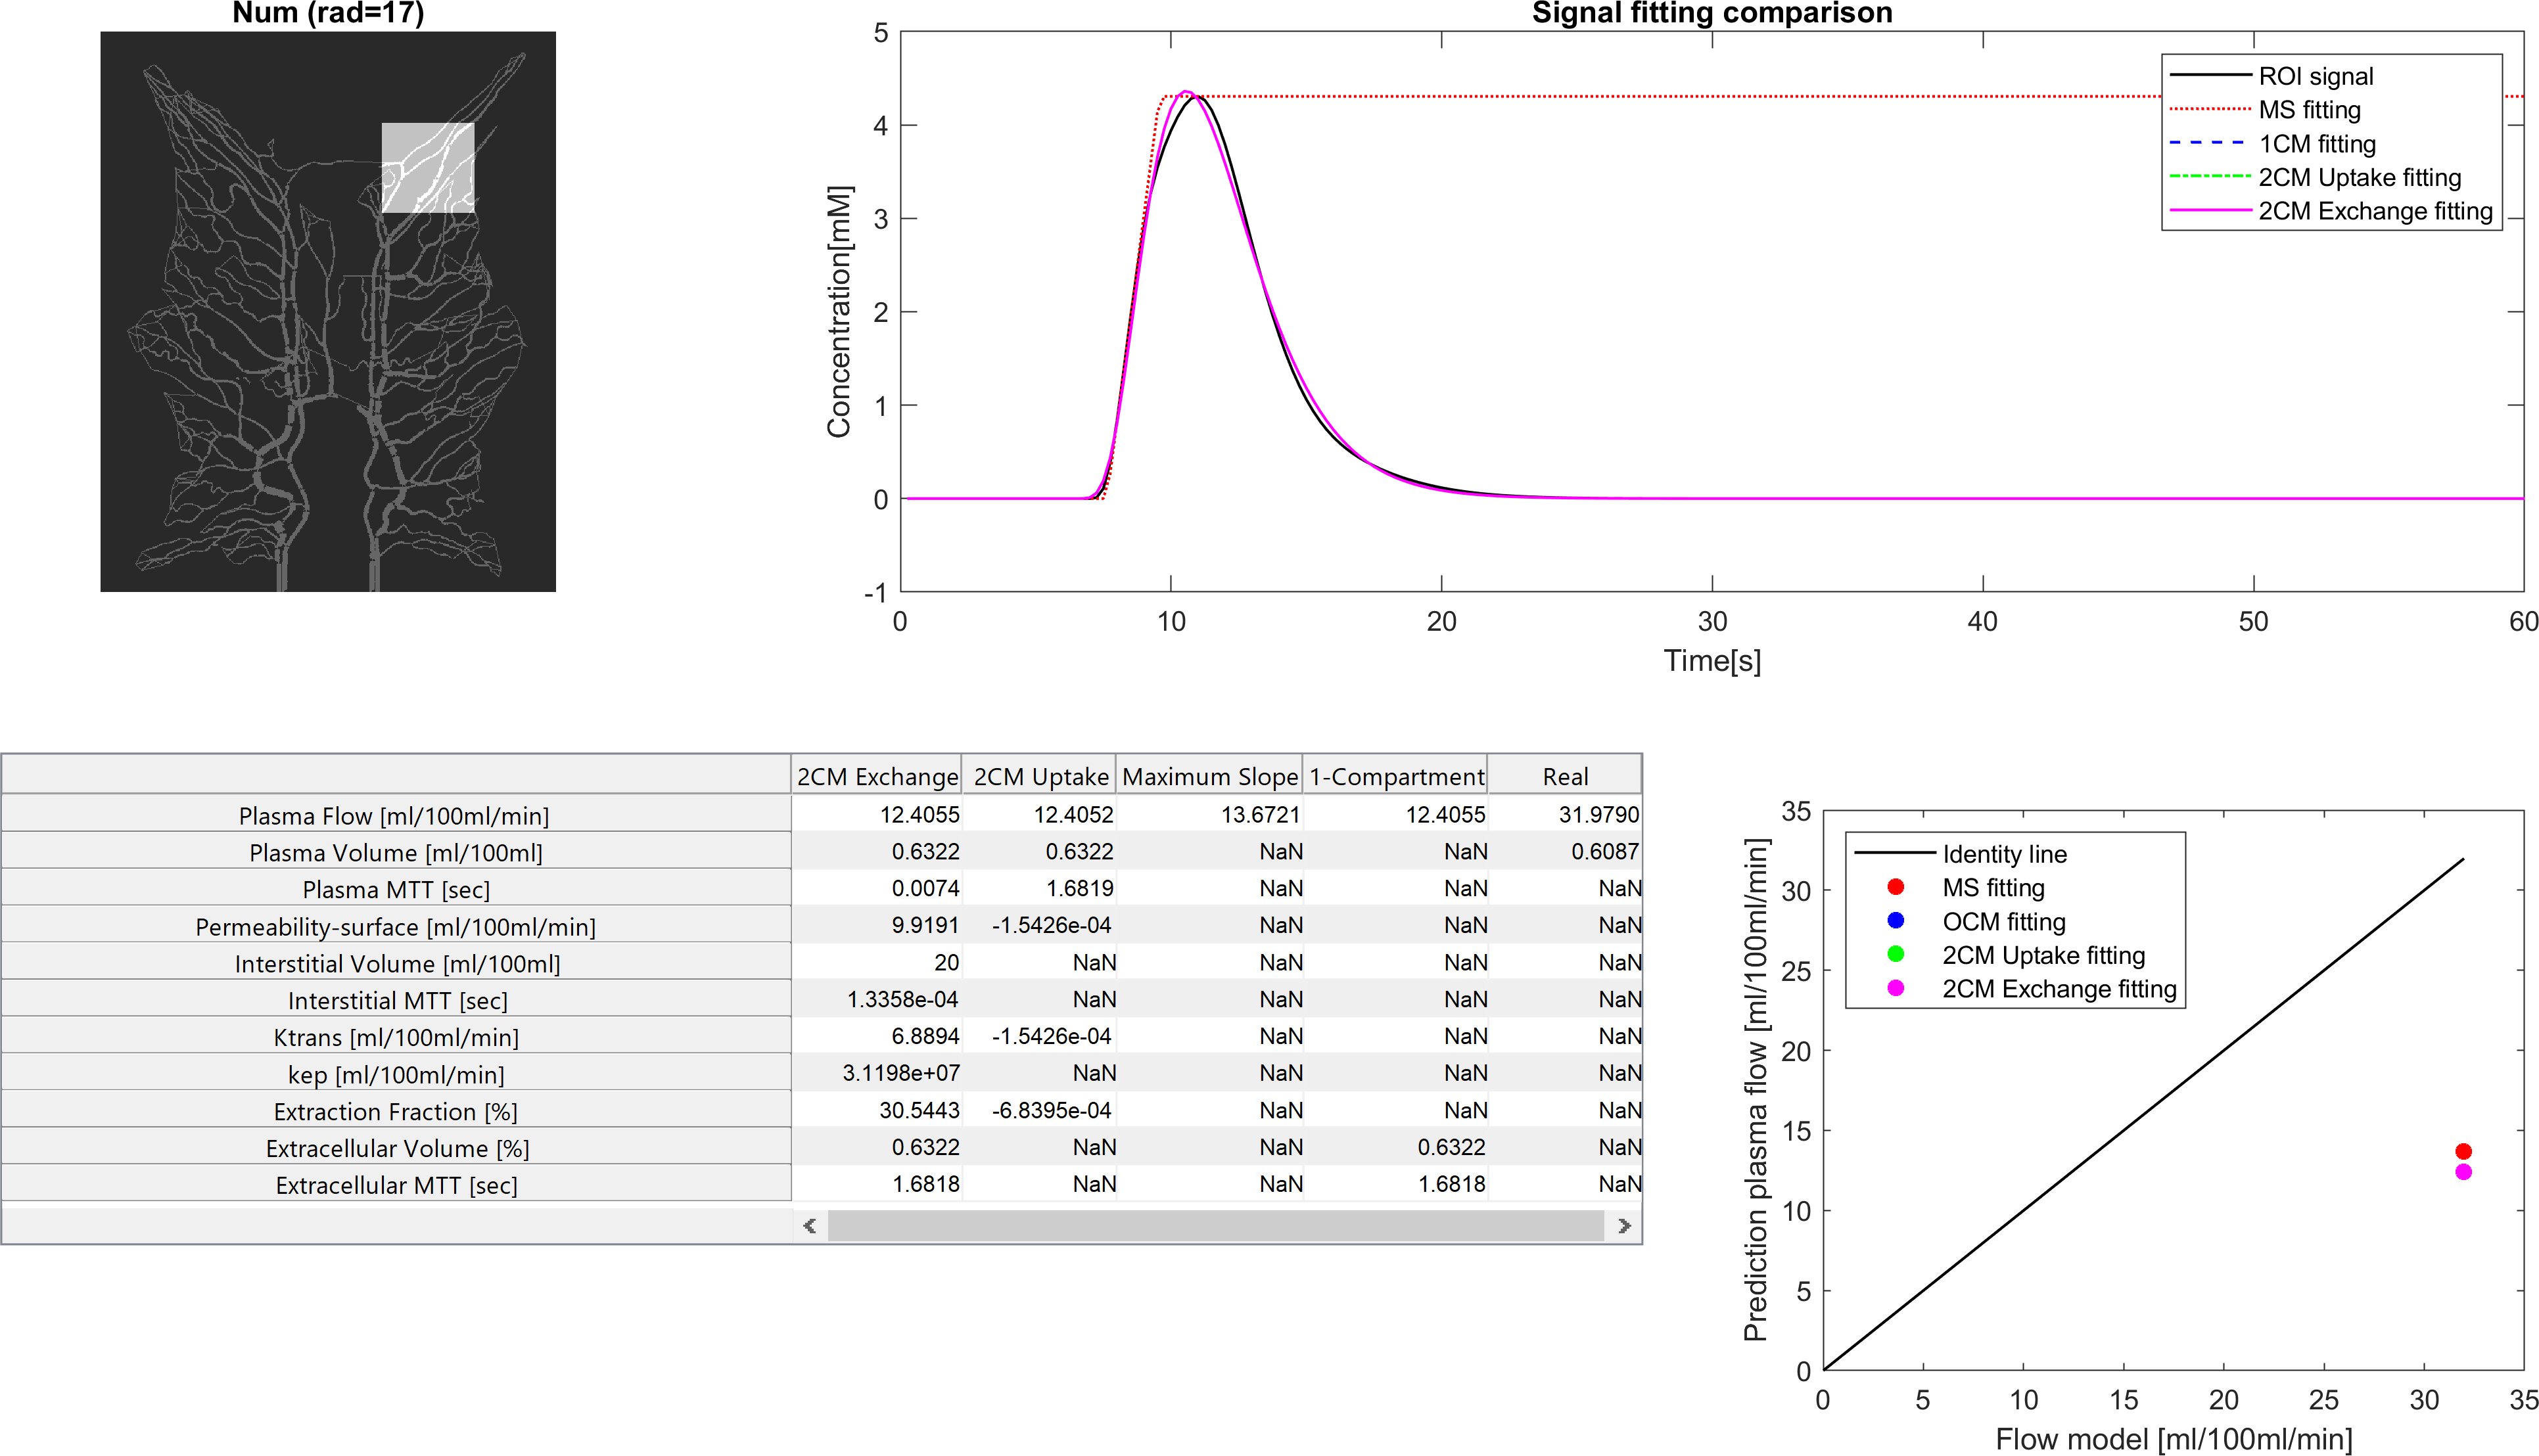 Num (rad=17)
Signal fitting comparison
5
4
3
2
1
0
-1
Concentration[mM]
0 10 20 30 40 50 60
Time[s]
ROI signal
MS fitting
1CM fitting
2CM Uptake fitting
2CM Exchange fitting
2CM Exchange 2CM Uptake Maximum Slope 1-Compartment Real
Plasma Flow [ml/100ml/min] 12.4055 12.4052 13.6721 12.4055 31.9790
Plasma Volume [ml/100ml] 0.6322 0.6322 NaN NaN 0.6087
Plasma MTT [sec] 0.0074 1.6819 NaN NaN NaN
Permeability-surface [ml/100ml/min] 9.9191 -1.5426e-04 NaN NaN NaN
Interstitial Volume [ml/100ml] 20 NaN NaN NaN NaN
Interstitial MTT [sec] 1.3358e-04 NaN NaN NaN NaN
Ktrans [ml/100ml/min] 6.8894 -1.5426e-04 NaN NaN NaN
kep [ml/100ml/min] 3.1198e+07 NaN NaN NaN NaN
Extraction Fraction [%] 30.5443 -6.8395e-04 NaN NaN NaN
Extracellular Volume [%] 0.6322 NaN NaN 0.6322 NaN
Extracellular MTT [sec] 1.6818 NaN NaN 1.6818 NaN
35
30
25
20
15
10
5
0
Prediction plasma flow [ml/100ml/min]
Identity line
MS fitting
OCM fitting
2CM Uptake fitting
2CM Exchange fitting
0 5 10 15 20 25 30 35
Flow model [ml/100ml/min]